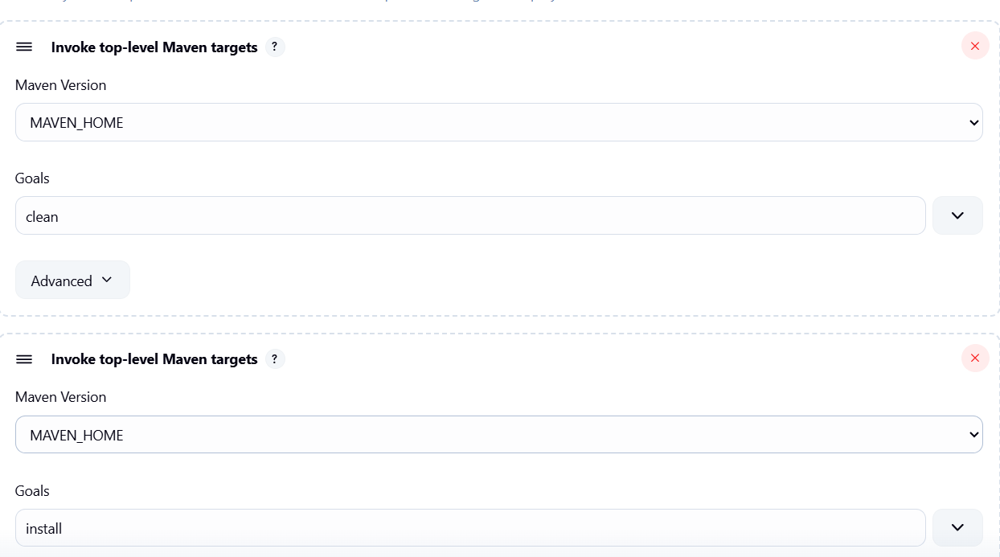 Invoke top-level Maven targets ?
Maven Version
MAVEN_HOME
Goals
clean
Advanced
Invoke top-level Maven targets ?
Maven Version
MAVEN_HOME
Goals
install